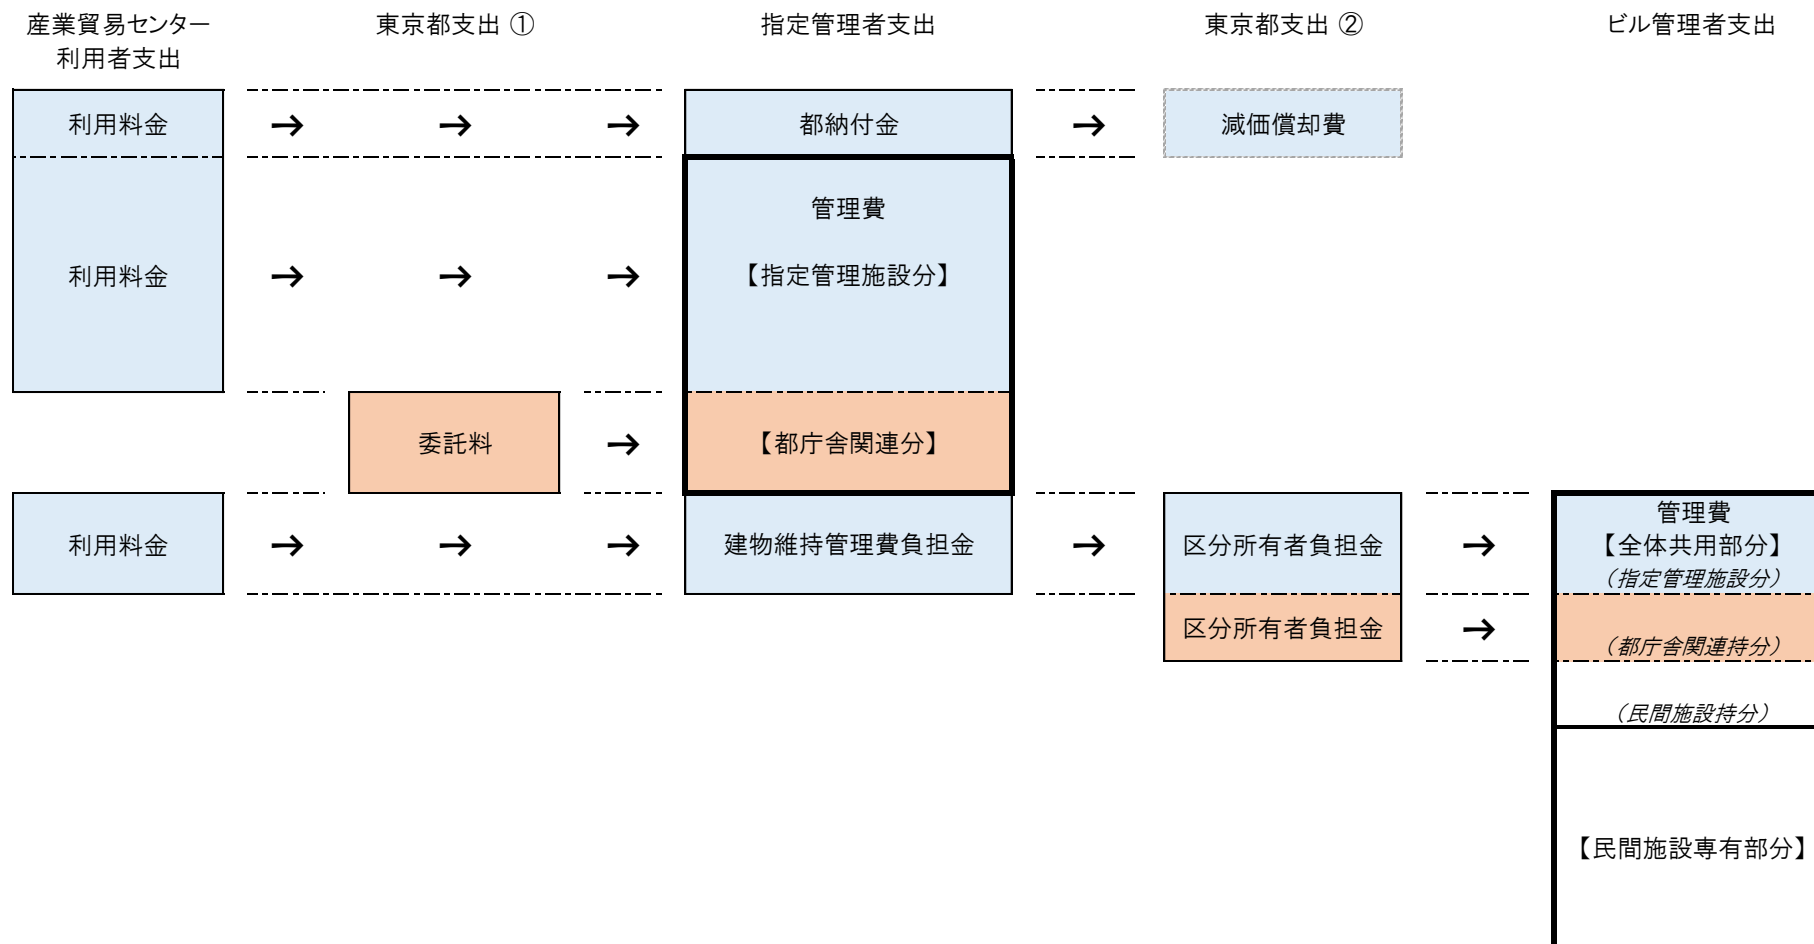 産業貿易センター
利用者支出
東京都支出 ①
指定管理者支出
東京都支出 ②
ビル管理者支出
利用料金
→
→
→
都納付金
→
減価償却費
管理費
利用料金
→
→
→
【指定管理施設分】
委託料
→
【都庁舎関連分】
利用料金
→
→
→
建物維持管理費負担金
→
区分所有者負担金
→
管理費
【全体共用部分】
（指定管理施設分）
区分所有者負担金
→
（都庁舎関連持分）
（民間施設持分）
【民間施設専有部分】